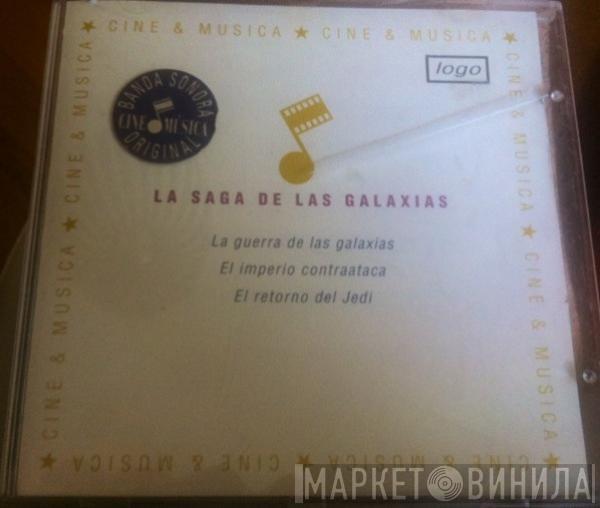 ★ CINE & MUSICA ★ CINE & MUSICA ★
logo
BANDA SONORA
CINE MÚSICA
ORIGINAL
LA SAGA DE LAS GALAXIAS
La guerra de las galaxias
El imperio contraataca
El retorno del Jedi
CINE & MUSICA ★ CINE & MUSICA
CINE & MUSICA ★ CINE & MUSICA
★ CINE & MUSICA ★ CINE & MUSICA ★
МАРКЕТ ВИНИЛА